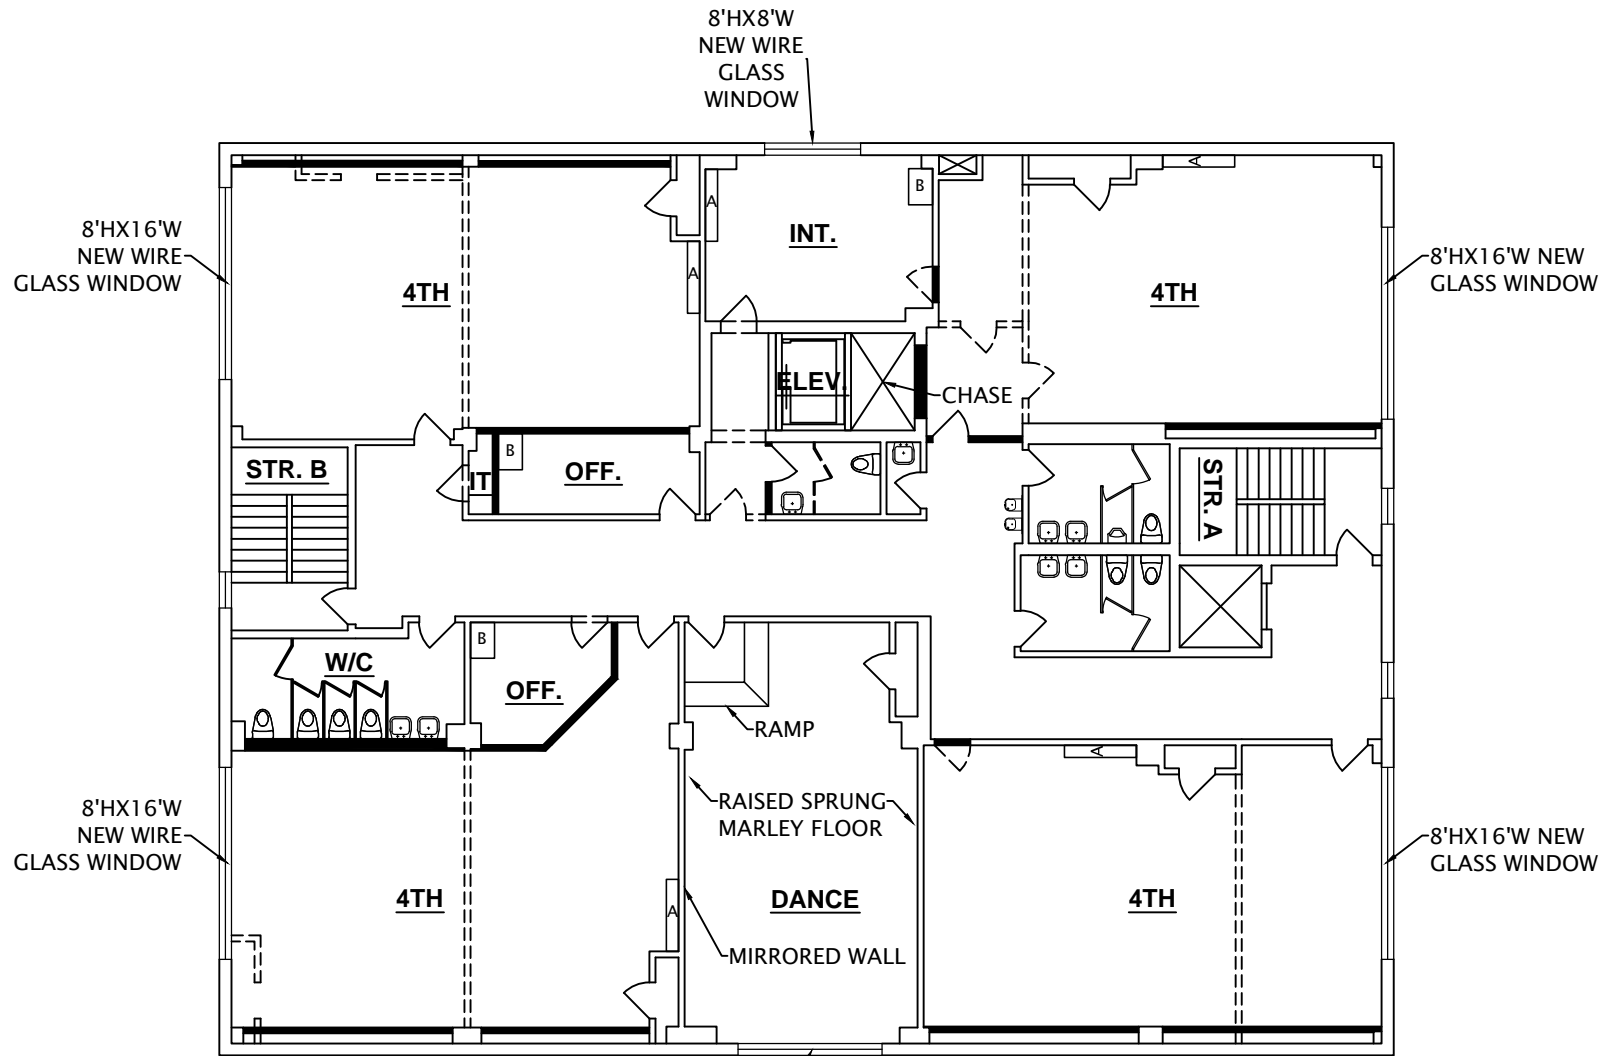 8'HX8'W
NEW WIRE
GLASS
WINDOW
8'HX16'W
NEW WIRE
GLASS WINDOW
8'HX16'W NEW
GLASS WINDOW
A
B
A
INT.
A
4TH
4TH
ELEV.
CHASE
B
STR. B
IT
OFF.
STR. A
B
W/C
OFF.
RAMP
A
8'HX16'W
NEW WIRE
GLASS WINDOW
RAISED SPRUNG
MARLEY FLOOR
8'HX16'W NEW
GLASS WINDOW
4TH
A
DANCE
4TH
MIRRORED WALL